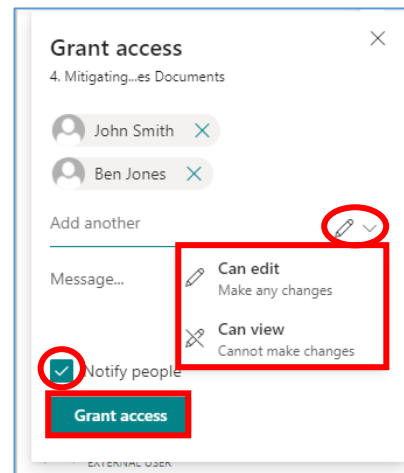 Grant access
4. Mitigating...es Documents
John Smith
Ben Jones
Add another
Message...
Can edit
Make any changes
Can view
Cannot make changes
Notify people
Grant access
EXTERNAL USER